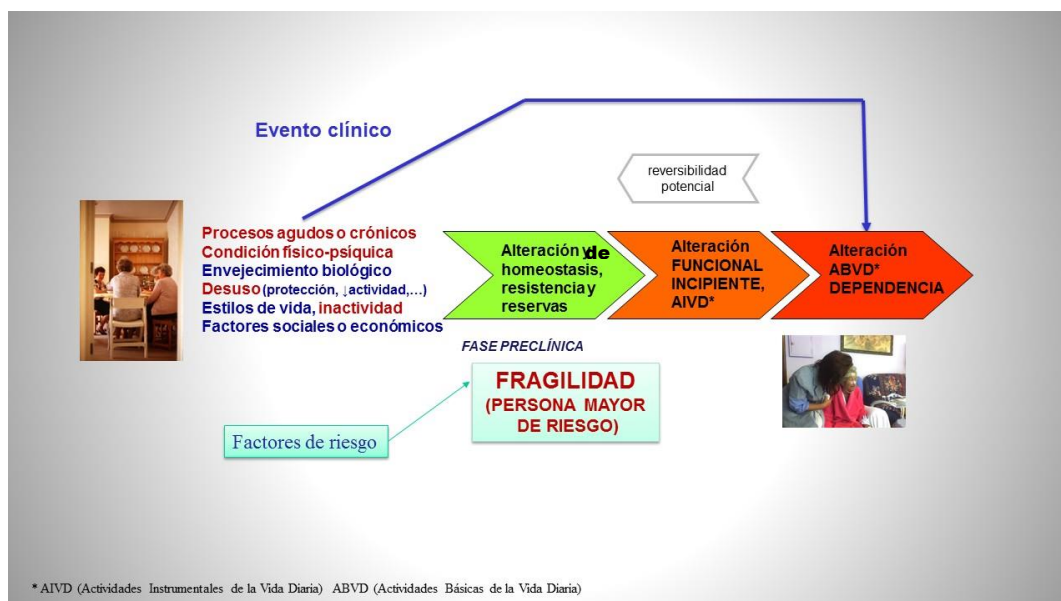 Evento clínico
reversibilidad
potencial
Procesos agudos o crónicos
Condición físico-psíquica
Envejecimiento biológico
Desuso (protección, ↓actividad,…)
Estilos de vida, inactividad
Factores sociales o económicos
Alteración y de
homeostasis,
resistencia y
reservas
Alteración
FUNCIONAL
INCIPIENTE,
AIVD*
Alteración
ABVD*
DEPENDENCIA
FASE PRECLÍNICA
FRAGILIDAD
(PERSONA MAYOR
DE RIESGO)
Factores de riesgo
* AIVD (Actividades Instrumentales de la Vida Diaria) ABVD (Actividades Básicas de la Vida Diaria)